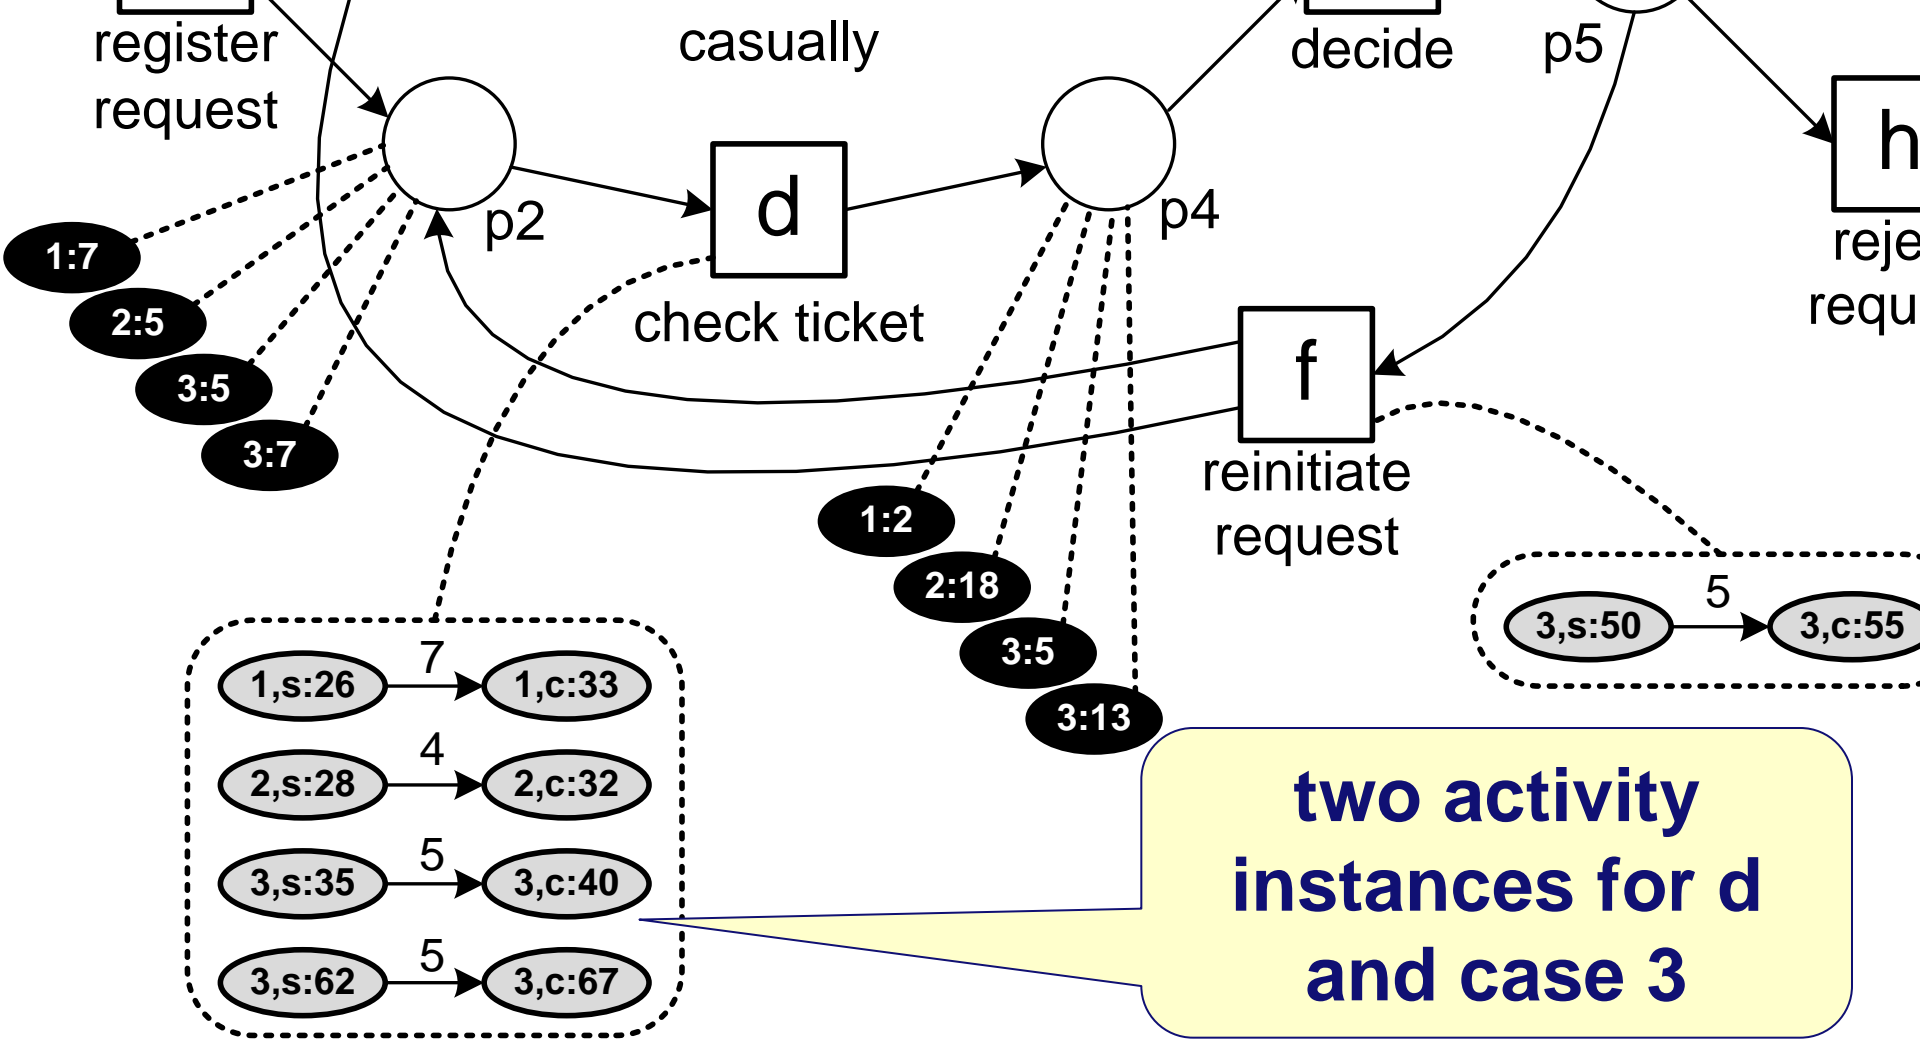 register
request
casually
decide
p5
h
p2
d
p4
check ticket
f
reinitiate
request
1:7
2:5
3:5
3:7
1:2
2:18
3:5
3:13
3,s:50
5
3,c:55
1,s:26
7
1,c:33
2,s:28
4
2,c:32
3,s:35
5
3,c:40
3,s:62
5
3,c:67
two activity
instances for d
and case 3